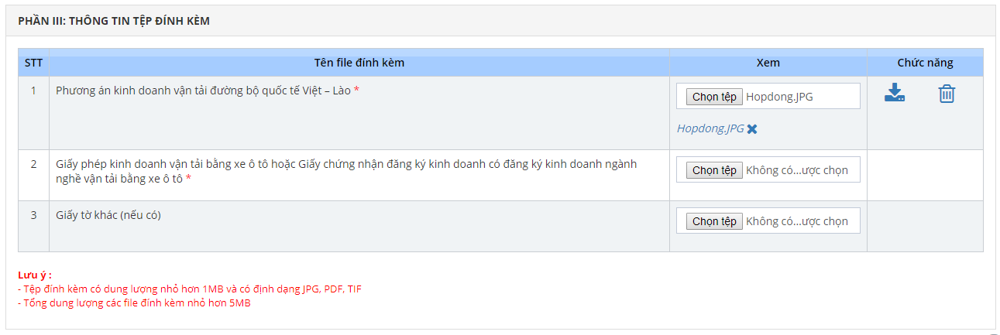 PHẦN III: THÔNG TIN TỆP ĐÍNH KÈM
STT Tên file đính kèm Xem Chức năng
1 Phương án kinh doanh vận tải đường bộ quốc tế Việt – Lào * Chọn tệp Hopdong.JPG
Hopdong.JPG
2 Giấy phép kinh doanh vận tải bằng xe ô tô hoặc Giấy chứng nhận đăng ký kinh doanh có đăng ký kinh doanh ngành
nghề vận tải bằng xe ô tô *
Chọn tệp Không có...ược chọn
3 Giấy tờ khác (nếu có) Chọn tệp Không có...ược chọn
Lưu ý :
- Tệp đính kèm có dung lượng nhỏ hơn 1MB và có định dạng JPG, PDF, TIF
- Tổng dung lượng các file đính kèm nhỏ hơn 5MB